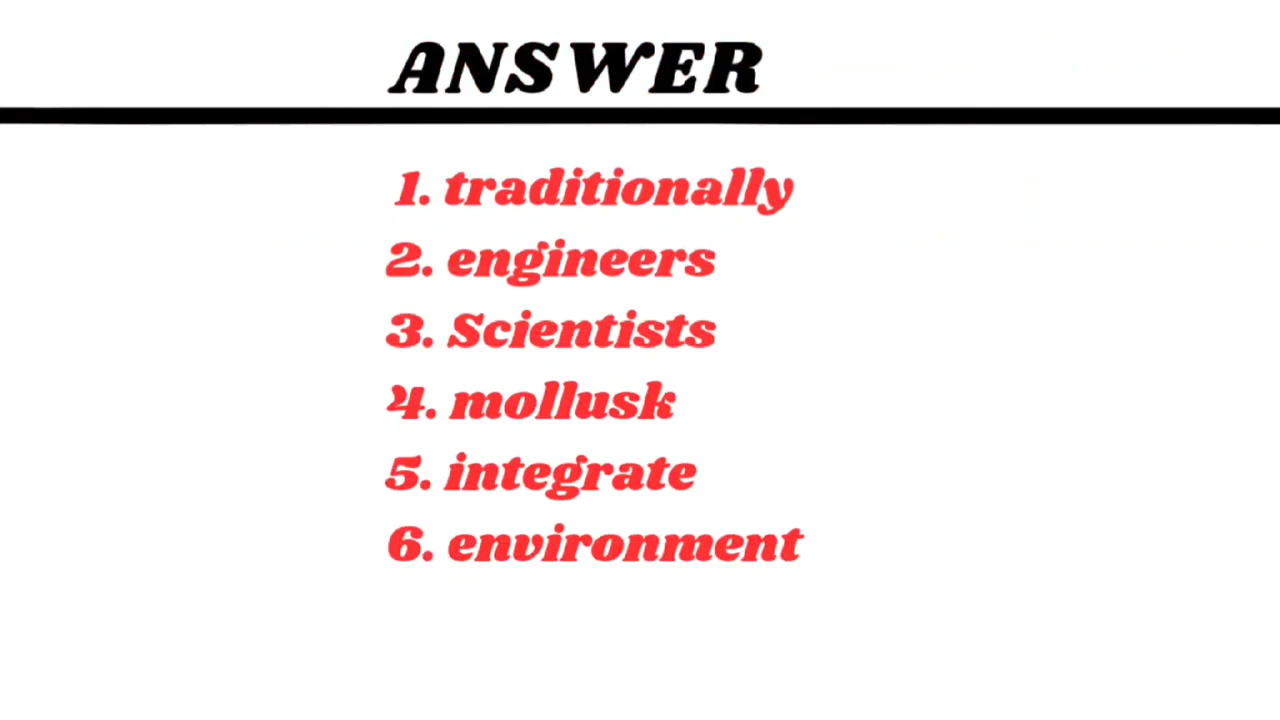 ANSWER
1. traditionally
2. engineers
3. Scientists
4. mollusk
5. integrate
6. environment